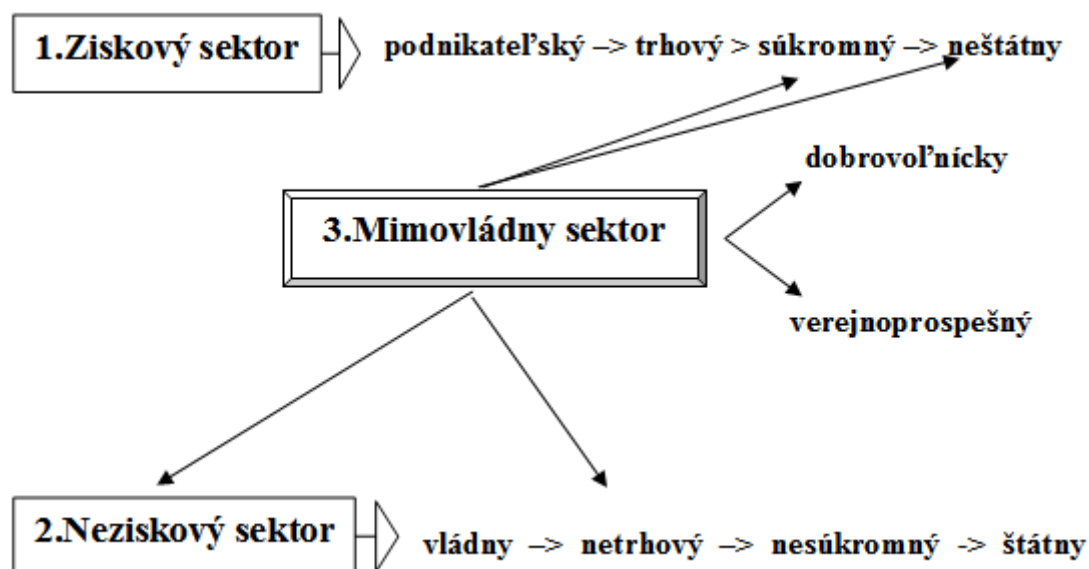 1.Ziskový sektor
podnikateľský –> trhový > súkromný –> neštátny
dobrovoľnícky
3.Mimovládny sektor
verejnoprospešný
2.Neziskový sektor
vládny –> netrhový –> nesúkromný -> štátny